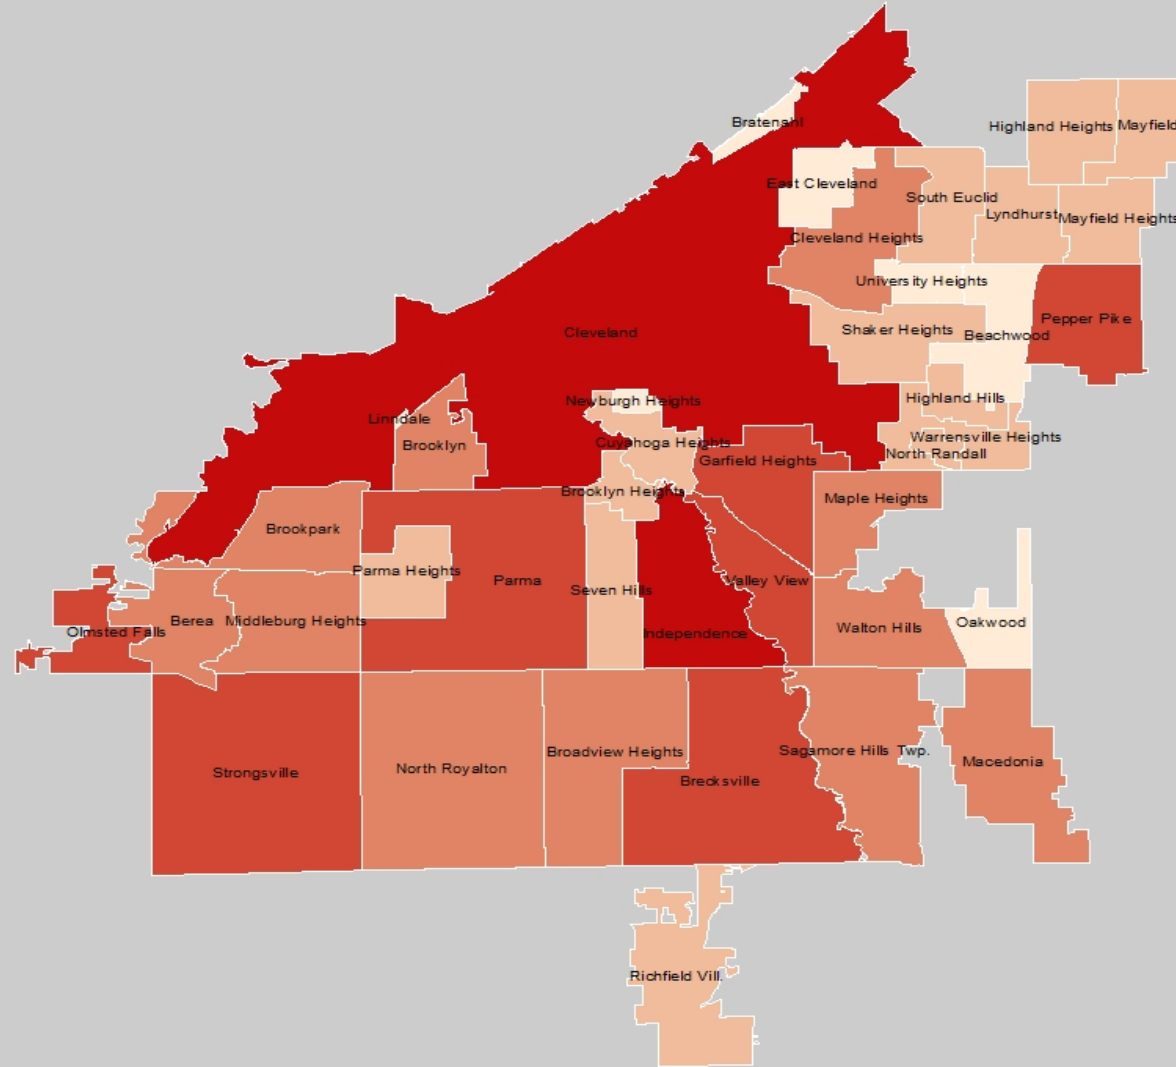 Bratenahl
Highland Heights
Mayfield
East Cleveland
South Euclid
Lyndhurst
Mayfield Heights
Cleveland Heights
University Heights
Pepper Pike
Cleveland
Shaker Heights
Beachwood
Newburgh Heights
Highland Hills
Linndale
Brooklyn
Cuyahoga Heights
Warrensville Heights
North Randall
Garfield Heights
Brooklyn Heights
Maple Heights
Brookpark
Parma Heights
Parma
Valley View
Seven Hills
Olmsted Falls
Berea
Middleburg Heights
Independence
Walton Hills
Oakwood
Strongsville
North Royalton
Broadview Heights
Brecksville
Sagamore Hills Twp.
Macedonia
Richfield Vill.